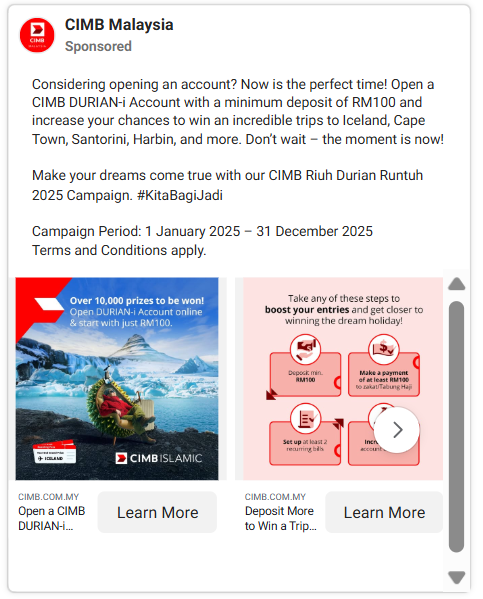 CIMB Malaysia
Sponsored
Considering opening an account? Now is the perfect time! Open a
CIMB DURIAN-i Account with a minimum deposit of RM100 and
increase your chances to win an incredible trips to Iceland, Cape
Town, Santorini, Harbin, and more. Don’t wait – the moment is now!
Make your dreams come true with our CIMB Riuh Durian Runtuh
2025 Campaign. #KitaBagiJadi
Campaign Period: 1 January 2025 – 31 December 2025
Terms and Conditions apply.
Over 10,000 prizes to be won!
Open DURIAN-i Account online
& start with just RM100.
ICELAND
CIMB ISLAMIC
Take any of these steps to
boost your entries and get closer to
winning the dream holiday!
Deposit min.
RM100
Make a payment
of at least RM100
to zakat/Tabung Haji
Set up at least 2
recurring bills
account
CIMB.COM.MY
Open a CIMB
DURIAN-i...
Learn More
CIMB.COM.MY
Deposit More
to Win a Trip...
Learn More